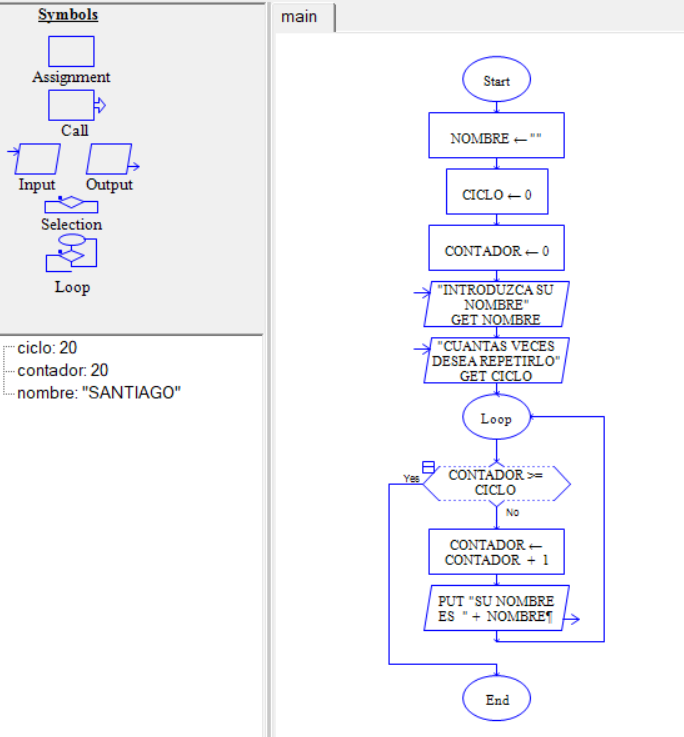 Symbols
Assignment
Call
Input
Output
Selection
Loop
ciclo: 20
contador: 20
nombre: "SANTIAGO"
main
Start
NOMBRE ← ""
CICLO ← 0
CONTADOR ← 0
"INTRODUZCA SU
NOMBRE"
GET NOMBRE
"CUANTAS VECES
DESEA REPETIRLO"
GET CICLO
Loop
CONTADOR >=
CICLO
Yes
No
CONTADOR ←
CONTADOR + 1
PUT "SU NOMBRE
ES " + NOMBRE¶
End